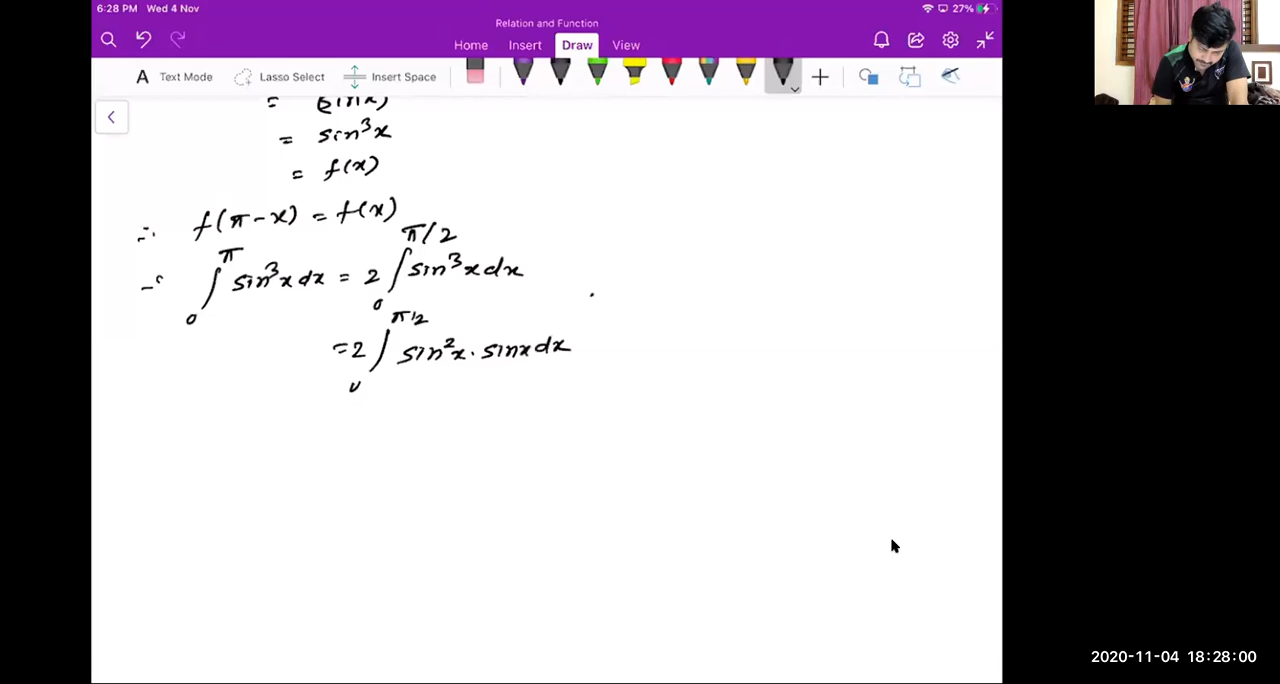 6:28 PM Wed 4 Nov
27%
Relation and Function
Home Insert Draw View
A Text Mode Lasso Select Insert Space
= (sinx)
= sin³x
= f(x)
∴ f(π-x) = f(x)
∴ ∫₀^π sin³x dx = 2 ∫₀^π/2 sin³x dx
= 2 ∫₀^π/2 sin²x · sinx dx
2020-11-04 18:28:00